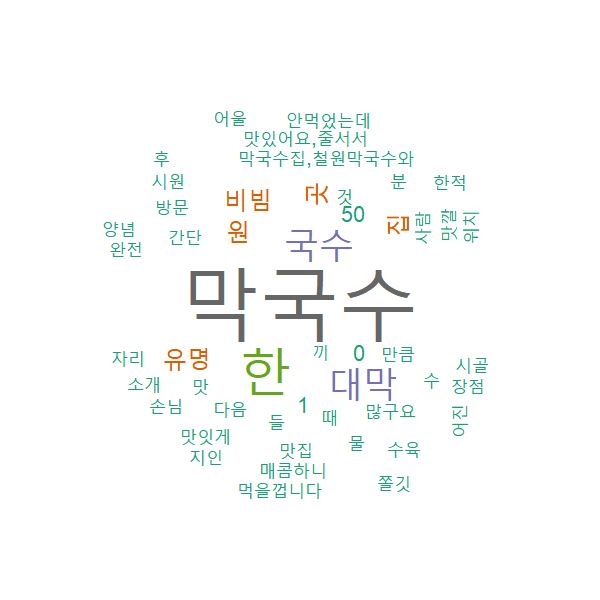 어울 안먹었는데
맛있어요,줄서서
후 막국수집,철원막국수와
시원 분 한적
비빔 곳 것
방문 50
양념 원 집 사람 맛깔 위치
완전 간단 국수
막국수
자리 유명 한 끼 0 만큼 시골
소개 맛 대막 수 장점
손님 다음 1
들 때 많구요 어진
맛잇게 물 수육
지인 맛집
매콤하니
먹을껍니다 쫄깃